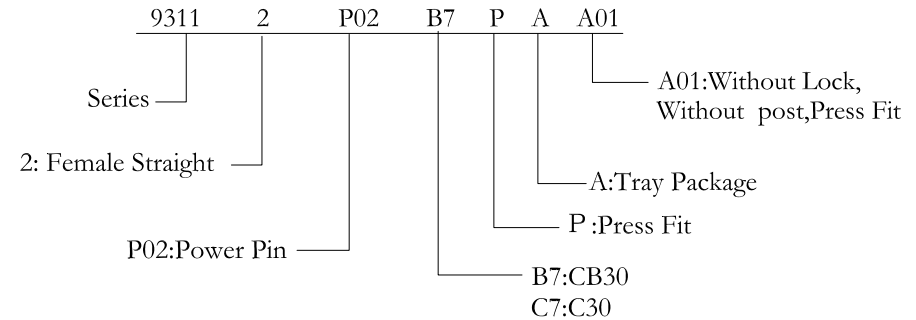 9311 2 P02 B7 P A A01
A01:Without Lock,
Without post,Press Fit
Series
2: Female Straight
A:Tray Package
P :Press Fit
P02:Power Pin
B7:CB30
C7:C30